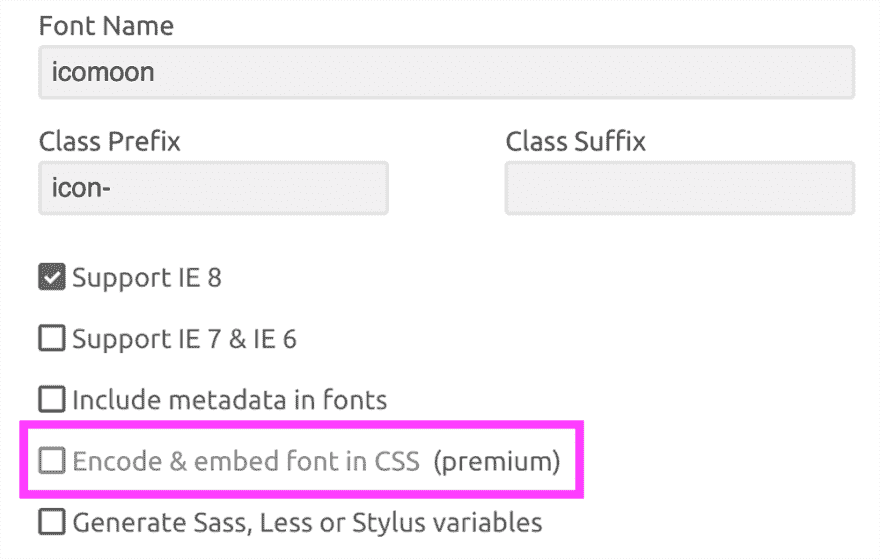 Font Name
icomoon
Class Prefix Class Suffix
icon-
Support IE 8
Support IE 7 & IE 6
Include metadata in fonts
Encode & embed font in CSS (premium)
Generate Sass, Less or Stylus variables